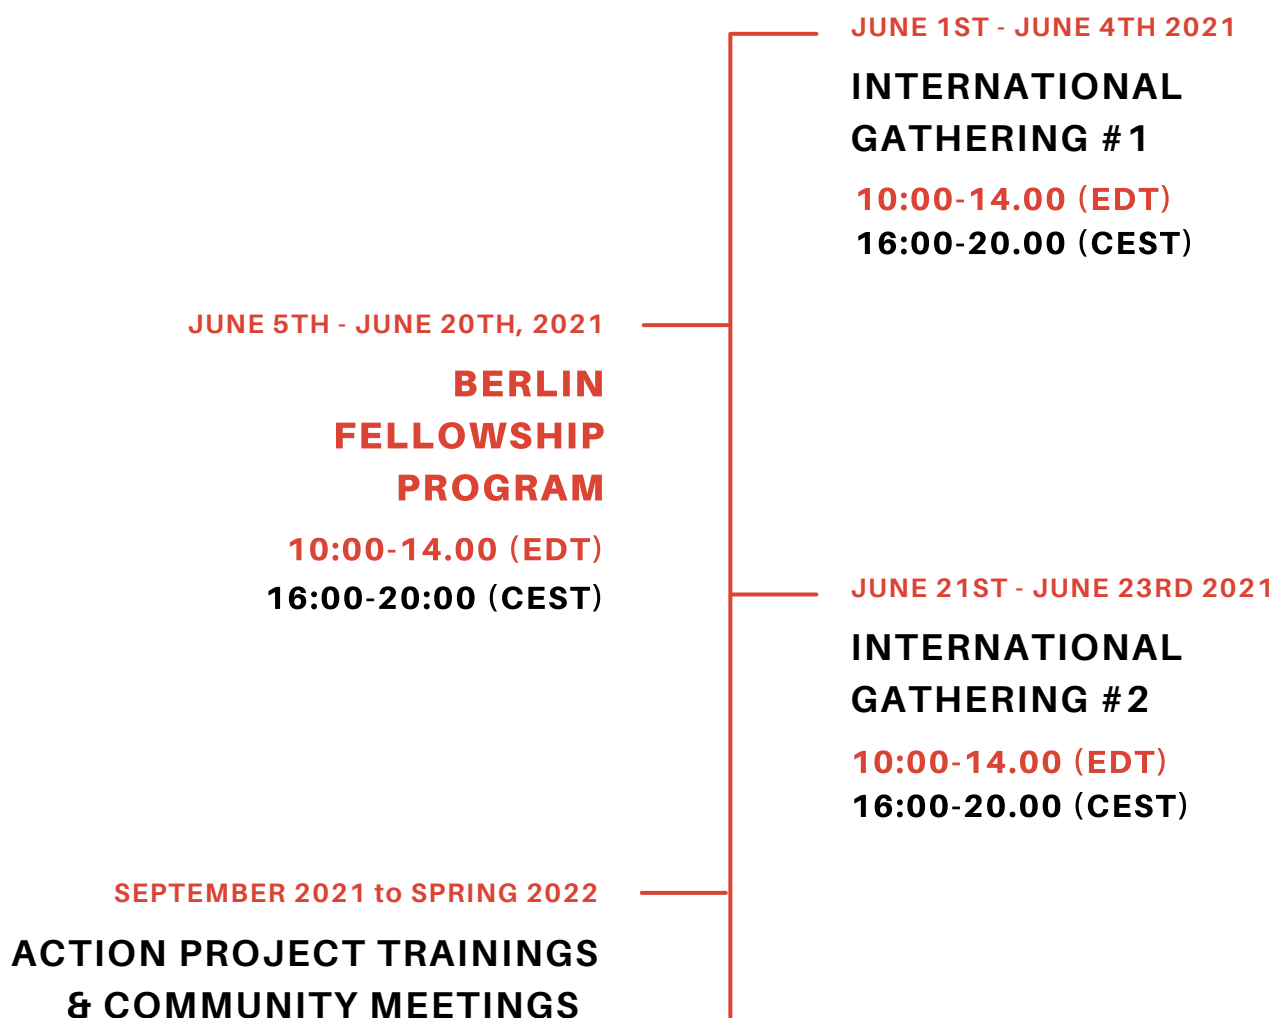 JUNE 1ST - JUNE 4TH 2021
INTERNATIONAL
GATHERING #1
10:00-14.00 (EDT)
16:00-20.00 (CEST)
JUNE 5TH - JUNE 20TH, 2021
BERLIN
FELLOWSHIP
PROGRAM
10:00-14.00 (EDT)
16:00-20:00 (CEST)
JUNE 21ST - JUNE 23RD 2021
INTERNATIONAL
GATHERING #2
10:00-14.00 (EDT)
16:00-20.00 (CEST)
SEPTEMBER 2021 to SPRING 2022
ACTION PROJECT TRAININGS
& COMMUNITY MEETINGS